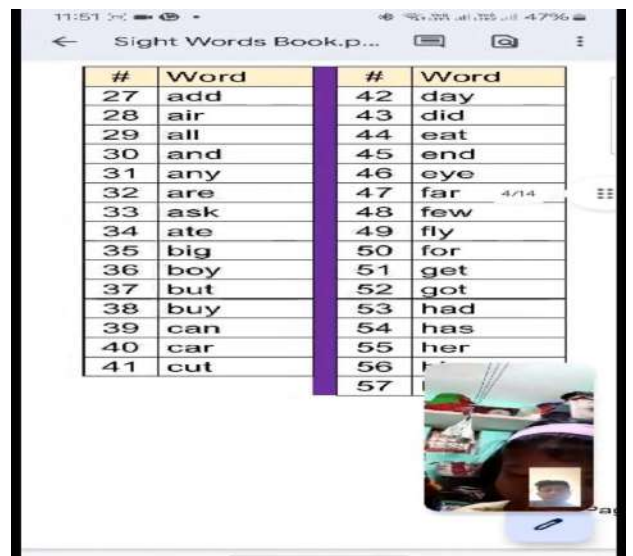 11:51 47%
Sight Words Book.p...
# Word # Word
27 add 42 day
28 air 43 did
29 all 44 eat
30 and 45 end
31 any 46 eye
32 are 47 far 4/14
33 ask 48 few
34 ate 49 fly
35 big 50 for
36 boy 51 get
37 but 52 got
38 buy 53 had
39 can 54 has
40 car 55 her
41 cut 56
57